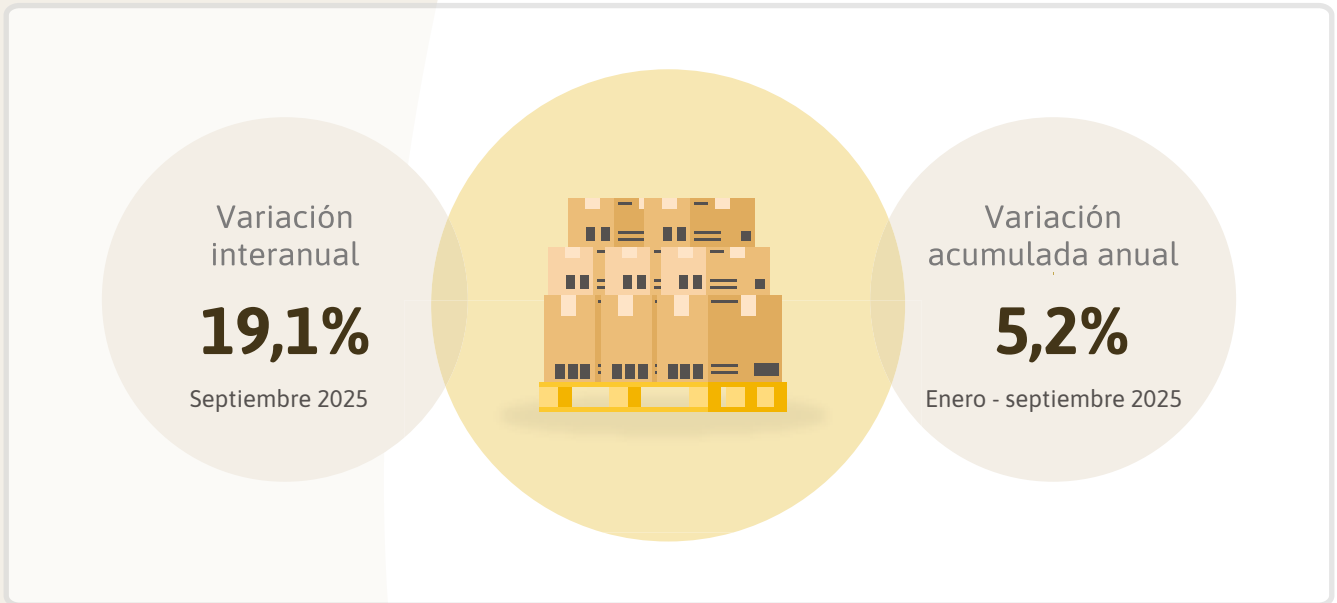 Variación
interanual
19,1%
Septiembre 2025
Variación
acumulada anual
5,2%
Enero - septiembre 2025